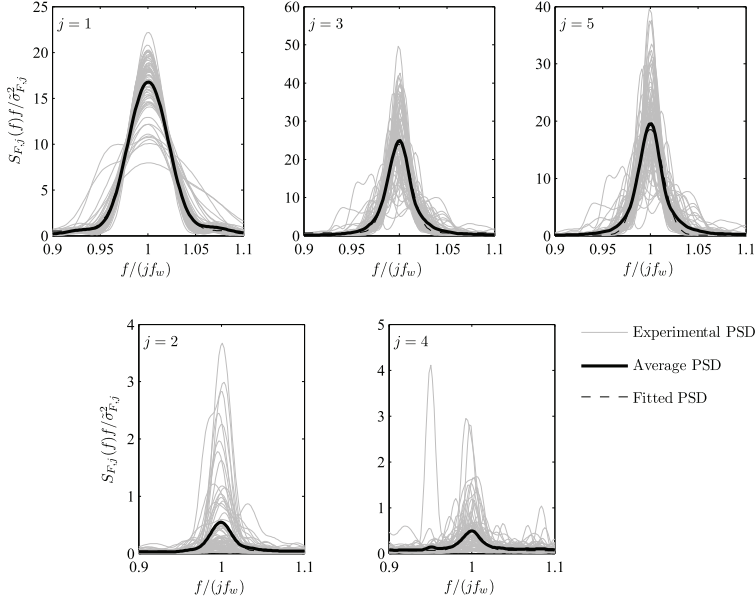 j = 1
25
20
15
10
5
0
0.9 0.95 1 1.05 1.1
f/(jf_w)
S_{F,j}(f)f/σ̃²_{F,j}
j = 3
60
50
40
30
20
10
0
0.9 0.95 1 1.05 1.1
f/(jf_w)
j = 5
40
30
20
10
0
0.9 0.95 1 1.05 1.1
f/(jf_w)
j = 2
4
3
2
1
0
0.9 1 1.1
f/(jf_w)
S_{F,j}(f)f/σ̃²_{F,j}
j = 4
5
4
3
2
1
0
0.9 1 1.1
f/(jf_w)
Experimental PSD
Average PSD
Fitted PSD